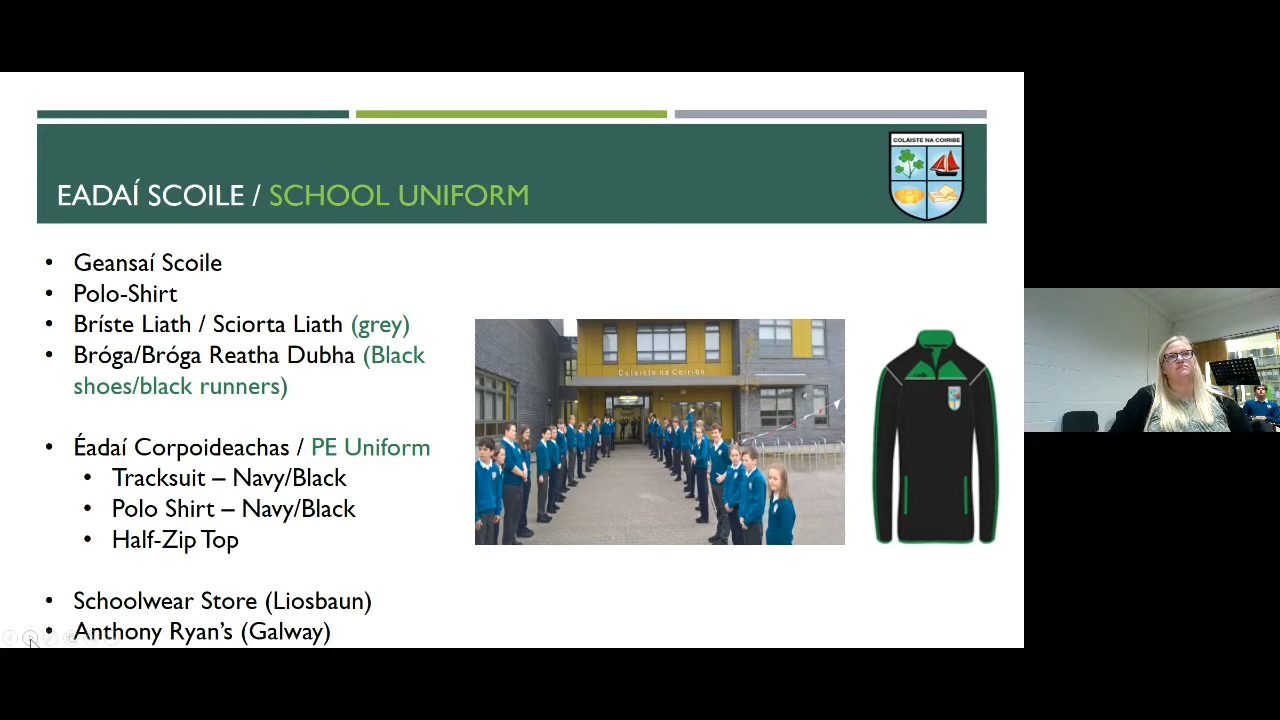 COLÁISTE NA COIRIBE
EADAÍ SCOILE / SCHOOL UNIFORM
• Geansaí Scoile
• Polo-Shirt
• Bríste Liath / Sciorta Liath (grey)
• Bróga/Bróga Reatha Dubha (Black
shoes/black runners)
• Éadaí Corpoideachas / PE Uniform
• Tracksuit – Navy/Black
• Polo Shirt – Navy/Black
• Half-Zip Top
• Schoolwear Store (Liosbaun)
• Anthony Ryan's (Galway)
Coláiste na Coiribe